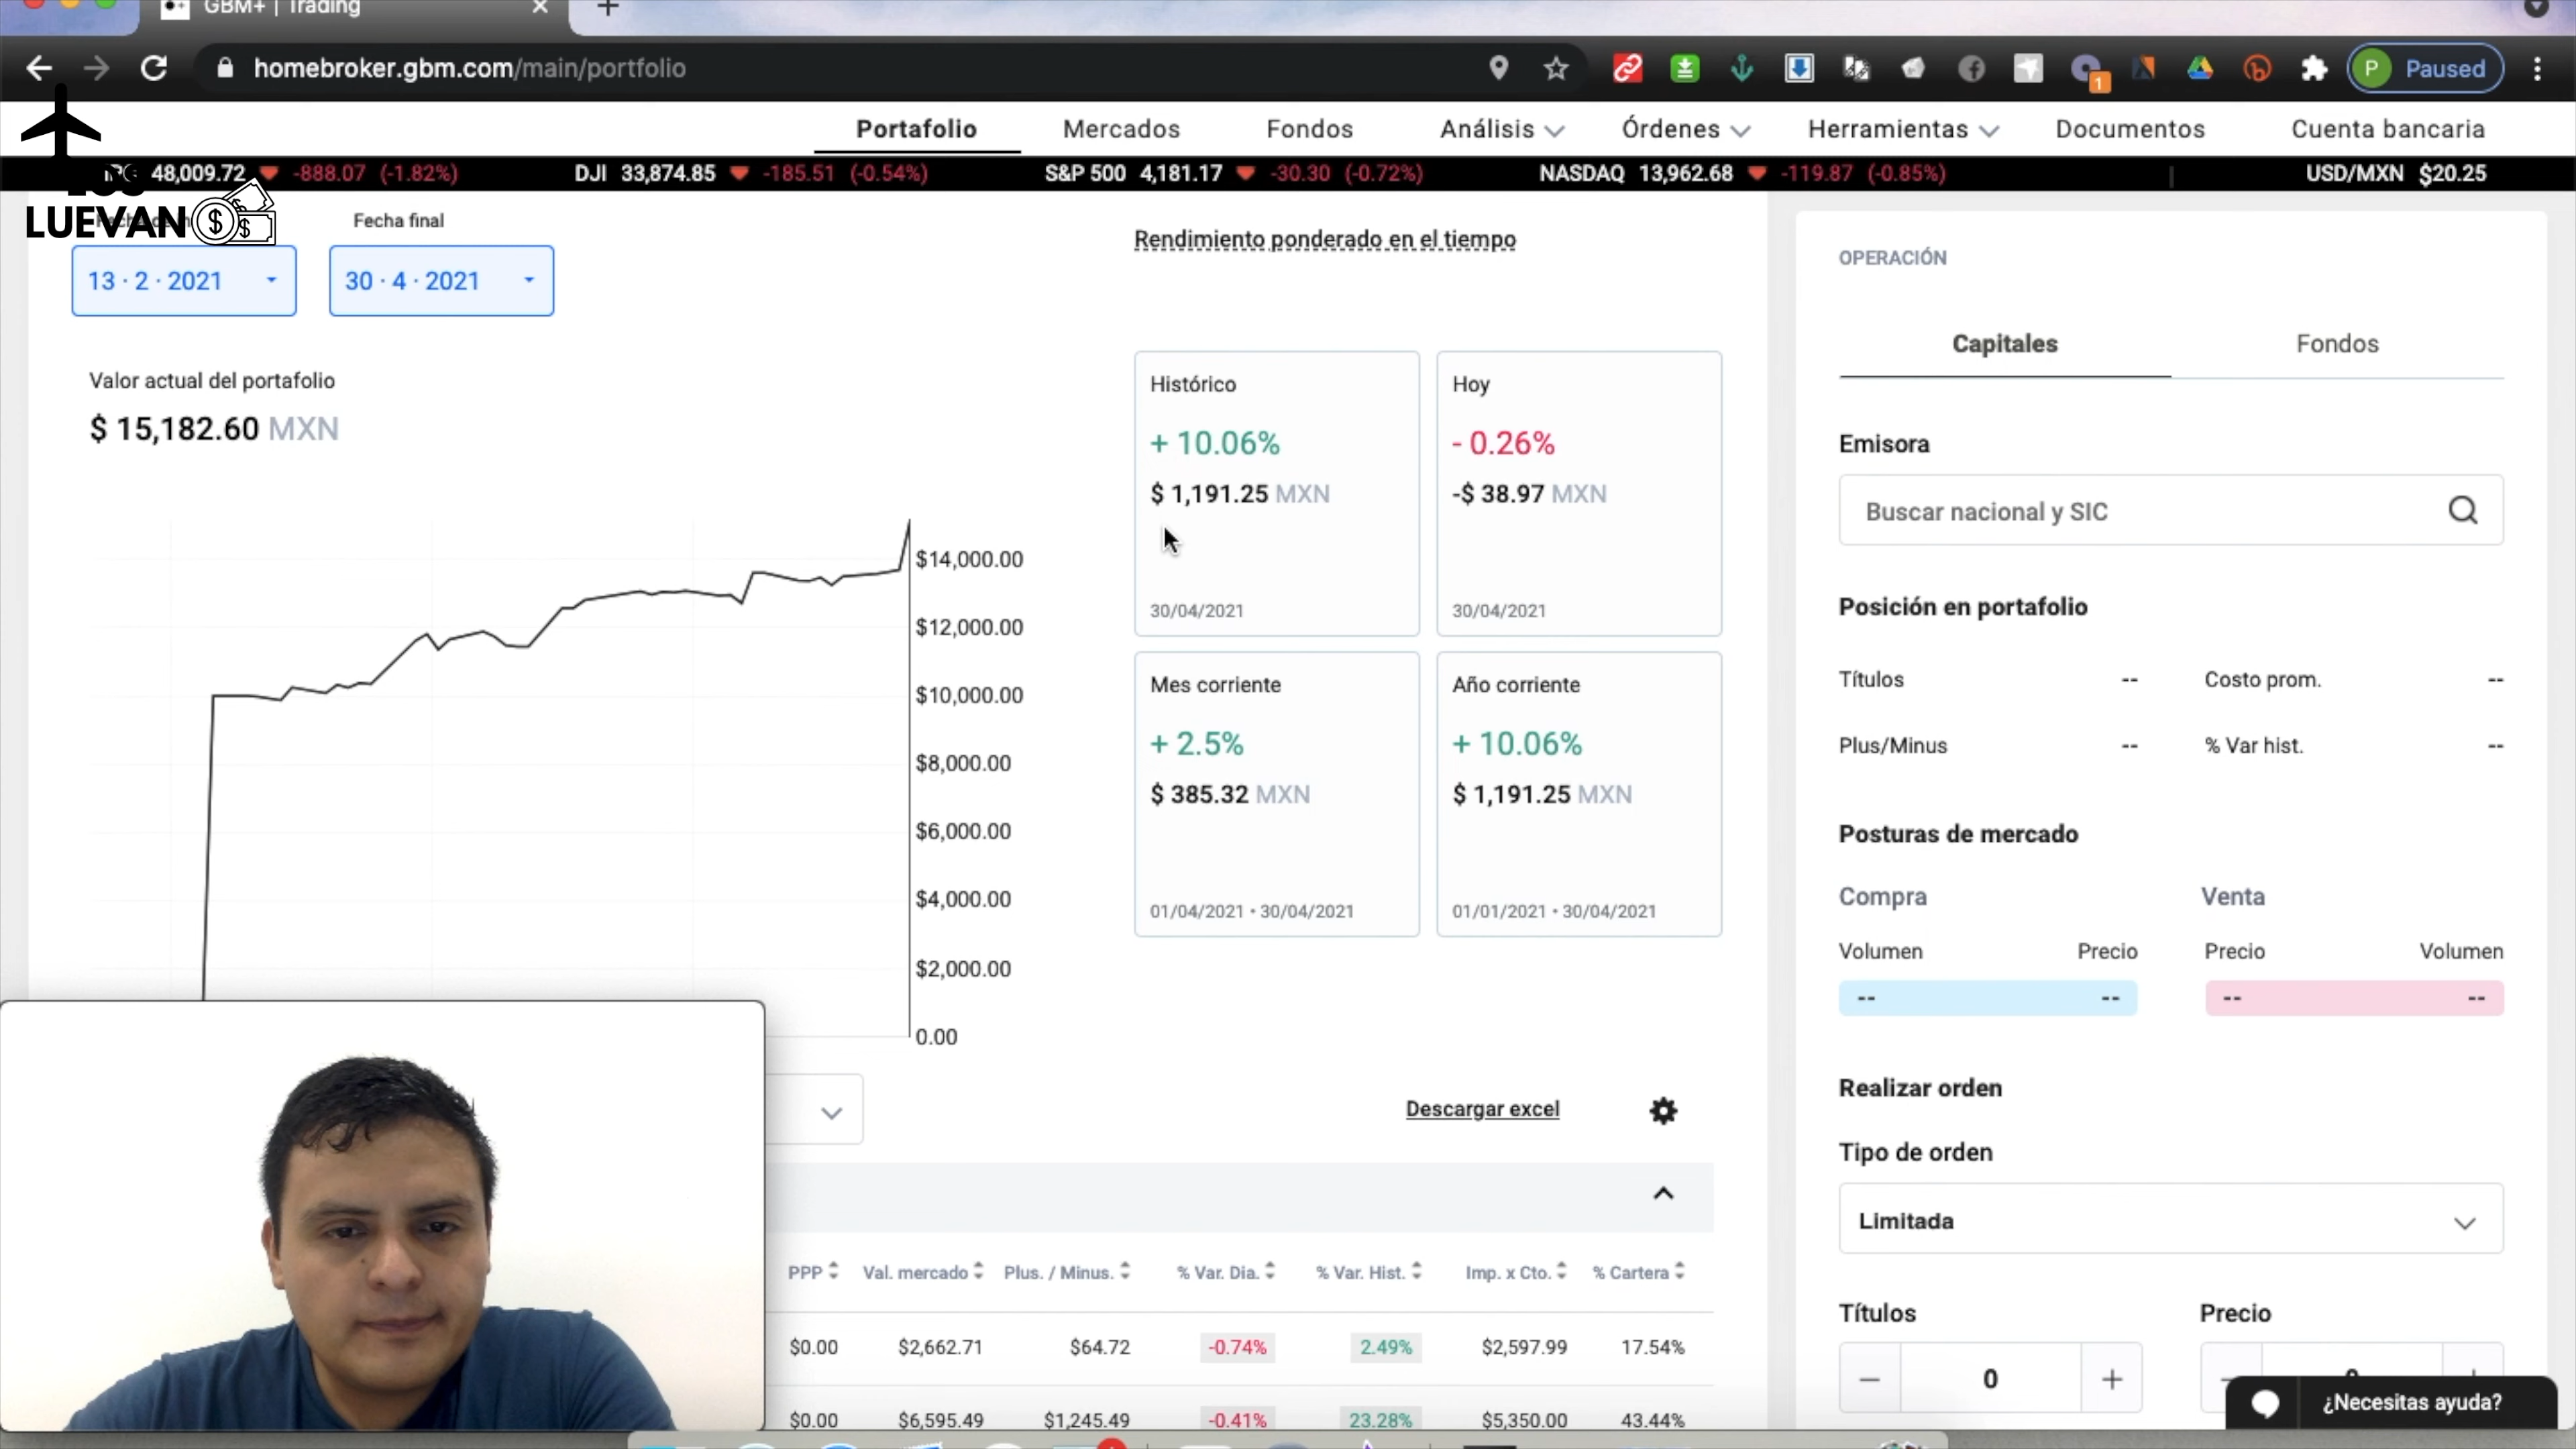 GBM+ | Trading
homebroker.gbm.com/main/portfolio
1
P Paused
Portafolio Mercados Fondos Análisis Órdenes Herramientas Documentos Cuenta bancaria
48,009.72 -888.07 (-1.82%) DJI 33,874.85 -185.51 (-0.54%) S&P 500 4,181.17 -30.30 (-0.72%) NASDAQ 13,962.68 -119.87 (-0.85%) USD/MXN $20.25
LUEVAN
Fecha final
13 · 2 · 2021
30 · 4 · 2021
Valor actual del portafolio
$ 15,182.60 MXN
$14,000.00
$12,000.00
$10,000.00
$8,000.00
$6,000.00
$4,000.00
$2,000.00
0.00
Rendimiento ponderado en el tiempo
Histórico
+ 10.06%
$ 1,191.25 MXN
30/04/2021
Hoy
- 0.26%
-$ 38.97 MXN
30/04/2021
Mes corriente
+ 2.5%
$ 385.32 MXN
01/04/2021 • 30/04/2021
Año corriente
+ 10.06%
$ 1,191.25 MXN
01/01/2021 • 30/04/2021
Descargar excel
PPP Val. mercado Plus. / Minus. % Var. Dia. % Var. Hist. Imp. x Cto. % Cartera
$0.00 $2,662.71 $64.72 -0.74% 2.49% $2,597.99 17.54%
$0.00 $6,595.49 $1,245.49 -0.41% 23.28% $5,350.00 43.44%
OPERACIÓN
Capitales Fondos
Emisora
Buscar nacional y SIC
Posición en portafolio
Títulos -- Costo prom. --
Plus/Minus -- % Var hist. --
Posturas de mercado
Compra Venta
Volumen Precio Precio Volumen
-- -- -- --
Realizar orden
Tipo de orden
Limitada
Títulos Precio
0
¿Necesitas ayuda?